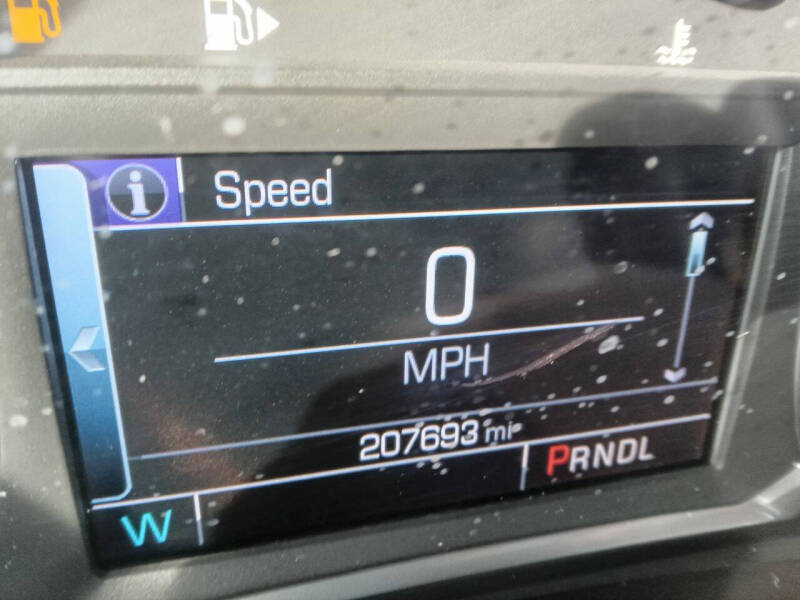 i Speed
0
MPH
207693 mi
W PRNDL